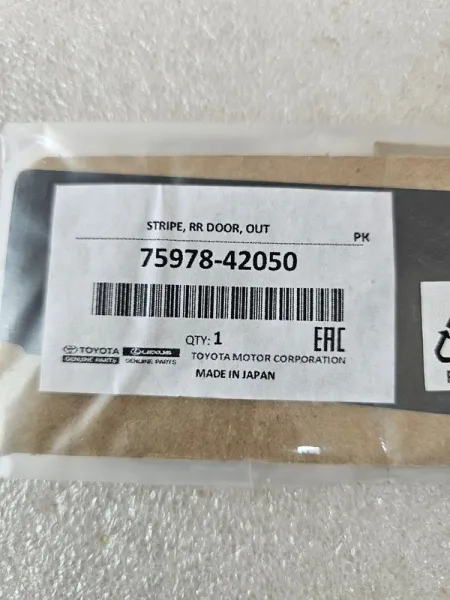 STRIPE, RR DOOR, OUT
PK
75978-42050
QTY: 1
EAC
TOYOTA LEXUS TOYOTA MOTOR CORPORATION
GENUINE PARTS GENUINE PARTS
MADE IN JAPAN